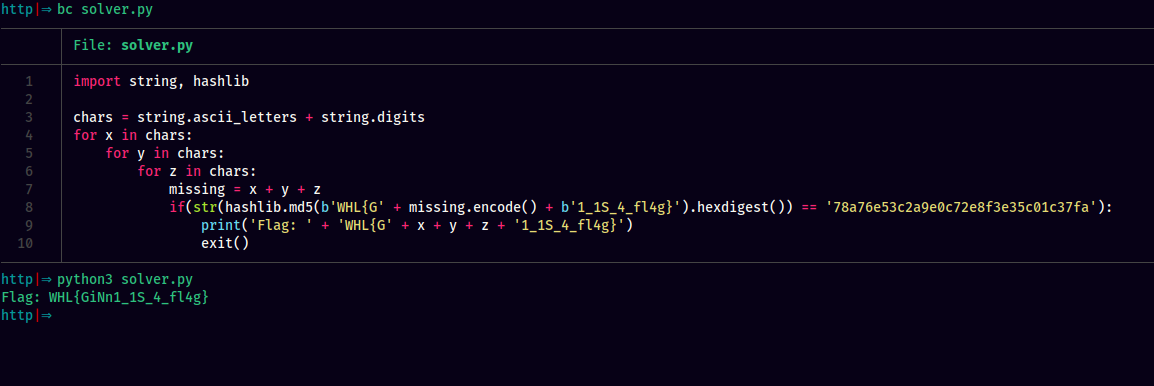 http|⇒ bc solver.py
File: solver.py
1 import string, hashlib
2
3 chars = string.ascii_letters + string.digits
4 for x in chars:
5     for y in chars:
6         for z in chars:
7             missing = x + y + z
8             if(str(hashlib.md5(b'WHL{G' + missing.encode() + b'1_1S_4_fl4g}').hexdigest()) == '78a76e53c2a9e0c72e8f3e35c01c37fa'):
9                 print('Flag: ' + 'WHL{G' + x + y + z + '1_1S_4_fl4g}')
10                 exit()
http|⇒ python3 solver.py
Flag: WHL{GiNn1_1S_4_fl4g}
http|⇒